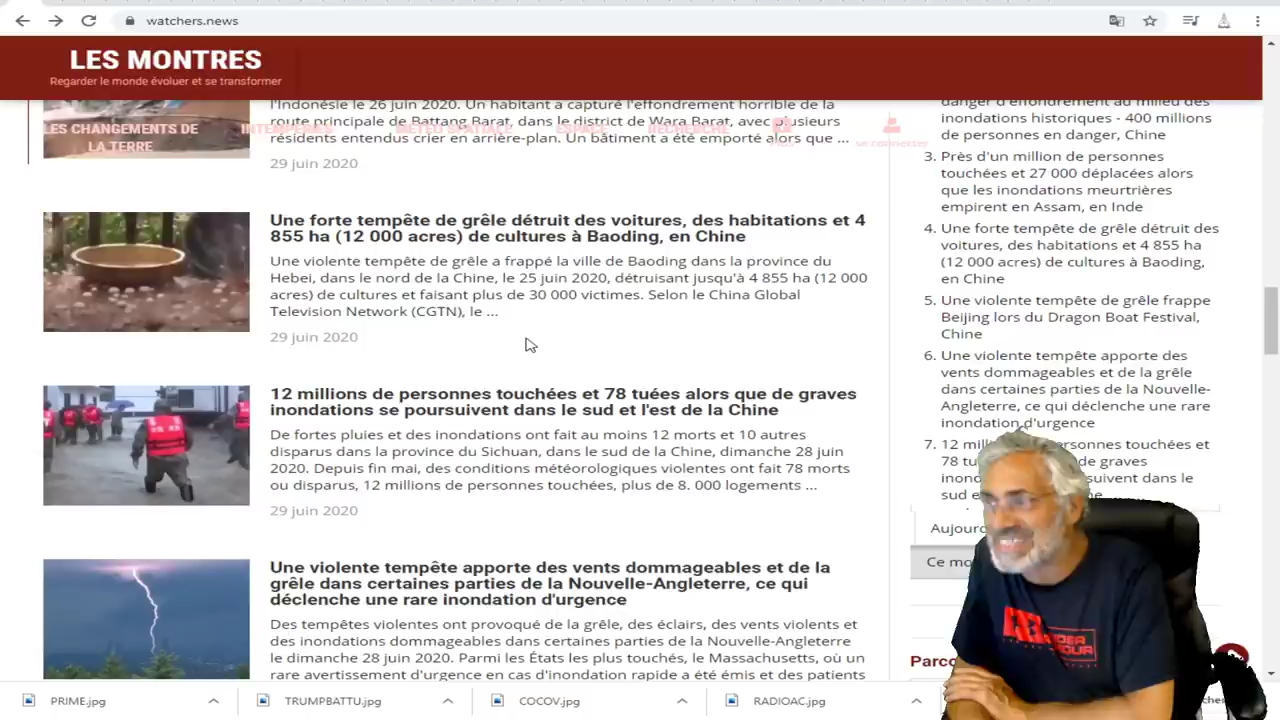 watchers.news
LES MONTRES
Regarder le monde évoluer et se transformer
LES CHANGEMENTS DE
LA TERRE
INTEMPÉRIES
MÉTÉO SPATIALE
ESPACE
RECHERCHE
Plus
se connecter
l'Indonésie le 26 juin 2020. Un habitant a capturé l'effondrement horrible de la
route principale de Battang Barat, dans le district de Wara Barat, avec plusieurs
résidents entendus crier en arrière-plan. Un bâtiment a été emporté alors que ...
29 juin 2020
Une forte tempête de grêle détruit des voitures, des habitations et 4
855 ha (12 000 acres) de cultures à Baoding, en Chine
Une violente tempête de grêle a frappé la ville de Baoding dans la province du
Hebei, dans le nord de la Chine, le 25 juin 2020, détruisant jusqu'à 4 855 ha (12 000
acres) de cultures et faisant plus de 30 000 victimes. Selon le China Global
Television Network (CGTN), le ...
29 juin 2020
12 millions de personnes touchées et 78 tuées alors que de graves
inondations se poursuivent dans le sud et l'est de la Chine
De fortes pluies et des inondations ont fait au moins 12 morts et 10 autres
disparus dans la province du Sichuan, dans le sud de la Chine, dimanche 28 juin
2020. Depuis fin mai, des conditions météorologiques violentes ont fait 78 morts
ou disparus, 12 millions de personnes touchées, plus de 8. 000 logements ...
29 juin 2020
Une violente tempête apporte des vents dommageables et de la
grêle dans certaines parties de la Nouvelle-Angleterre, ce qui
déclenche une rare inondation d'urgence
Des tempêtes violentes ont provoqué de la grêle, des éclairs, des vents violents et
des inondations dommageables dans certaines parties de la Nouvelle-Angleterre
le dimanche 28 juin 2020. Parmi les États les plus touchés, le Massachusetts, où un
rare avertissement d'urgence en cas d'inondation rapide a été émis et des patients
danger d'effondrement au milieu des
inondations historiques - 400 millions
de personnes en danger, Chine
3. Près d'un million de personnes
touchées et 27 000 déplacées alors
que les inondations meurtrières
empirent en Assam, en Inde
4. Une forte tempête de grêle détruit des
voitures, des habitations et 4 855 ha
(12 000 acres) de cultures à Baoding,
en Chine
5. Une violente tempête de grêle frappe
Beijing lors du Dragon Boat Festival,
Chine
6. Une violente tempête apporte des
vents dommageables et de la grêle
dans certaines parties de la Nouvelle-
Angleterre, ce qui déclenche une rare
inondation d'urgence
7. 12 mill personnes touchées et
78 tu de graves
inond suivent dans le
sud e
Aujourd
Ce mo
Parco
PRIME.jpg
TRUMPBATTU.jpg
COCOV.jpg
RADIOAC.jpg